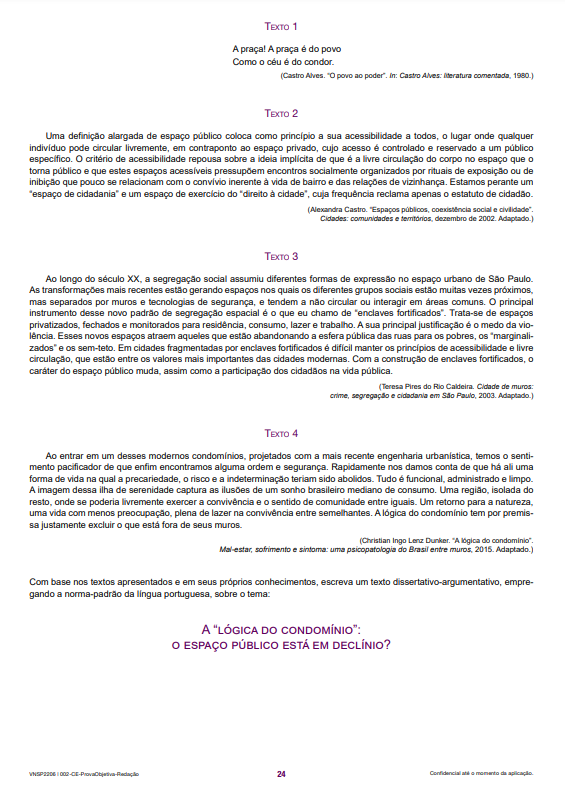 TEXTO 1
A praça! A praça é do povo
Como o céu é do condor.
(Castro Alves. “O povo ao poder”. In: Castro Alves: literatura comentada, 1980.)
TEXTO 2
Uma definição alargada de espaço público coloca como princípio a sua acessibilidade a todos, o lugar onde qualquer
indivíduo pode circular livremente, em contraponto ao espaço privado, cujo acesso é controlado e reservado a um público
específico. O critério de acessibilidade repousa sobre a ideia implícita de que é a livre circulação do corpo no espaço que o
torna público e que estes espaços acessíveis pressupõem encontros socialmente organizados por rituais de exposição ou de
inibição que pouco se relacionam com o convívio inerente à vida de bairro e das relações de vizinhança. Estamos perante um
“espaço de cidadania” e um espaço de exercício do “direito à cidade”, cuja frequência reclama apenas o estatuto de cidadão.
(Alexandra Castro. “Espaços públicos, coexistência social e civilidade”.
Cidades: comunidades e territórios, dezembro de 2002. Adaptado.)
TEXTO 3
Ao longo do século XX, a segregação social assumiu diferentes formas de expressão no espaço urbano de São Paulo.
As transformações mais recentes estão gerando espaços nos quais os diferentes grupos sociais estão muitas vezes próximos,
mas separados por muros e tecnologias de segurança, e tendem a não circular ou interagir em áreas comuns. O principal
instrumento desse novo padrão de segregação espacial é o que eu chamo de “enclaves fortificados”. Trata-se de espaços
privatizados, fechados e monitorados para residência, consumo, lazer e trabalho. A sua principal justificação é o medo da vio-
lência. Esses novos espaços atraem aqueles que estão abandonando a esfera pública das ruas para os pobres, os “marginali-
zados” e os sem-teto. Em cidades fragmentadas por enclaves fortificados é difícil manter os princípios de acessibilidade e livre
circulação, que estão entre os valores mais importantes das cidades modernas. Com a construção de enclaves fortificados, o
caráter do espaço público muda, assim como a participação dos cidadãos na vida pública.
(Teresa Pires do Rio Caldeira. Cidade de muros:
crime, segregação e cidadania em São Paulo, 2003. Adaptado.)
TEXTO 4
Ao entrar em um desses modernos condomínios, projetados com a mais recente engenharia urbanística, temos o senti-
mento pacificador de que enfim encontramos alguma ordem e segurança. Rapidamente nos damos conta de que há ali uma
forma de vida na qual a precariedade, o risco e a indeterminação teriam sido abolidos. Tudo é funcional, administrado e limpo.
A imagem dessa ilha de serenidade captura as ilusões de um sonho brasileiro mediano de consumo. Uma região, isolada do
resto, onde se poderia livremente exercer a convivência e o sentido de comunidade entre iguais. Um retorno para a natureza,
uma vida com menos preocupação, plena de lazer na convivência entre semelhantes. A lógica do condomínio tem por premis-
sa justamente excluir o que está fora de seus muros.
(Christian Ingo Lenz Dunker. “A lógica do condomínio”.
Mal-estar, sofrimento e sintoma: uma psicopatologia do Brasil entre muros, 2015. Adaptado.)
Com base nos textos apresentados e em seus próprios conhecimentos, escreva um texto dissertativo-argumentativo, empre-
gando a norma-padrão da língua portuguesa, sobre o tema:
A “LÓGICA DO CONDOMÍNIO”:
O ESPAÇO PÚBLICO ESTÁ EM DECLÍNIO?
VNSP2206 | 002-CE-ProvaObjetiva-Redação
24
Confidencial até o momento da aplicação.